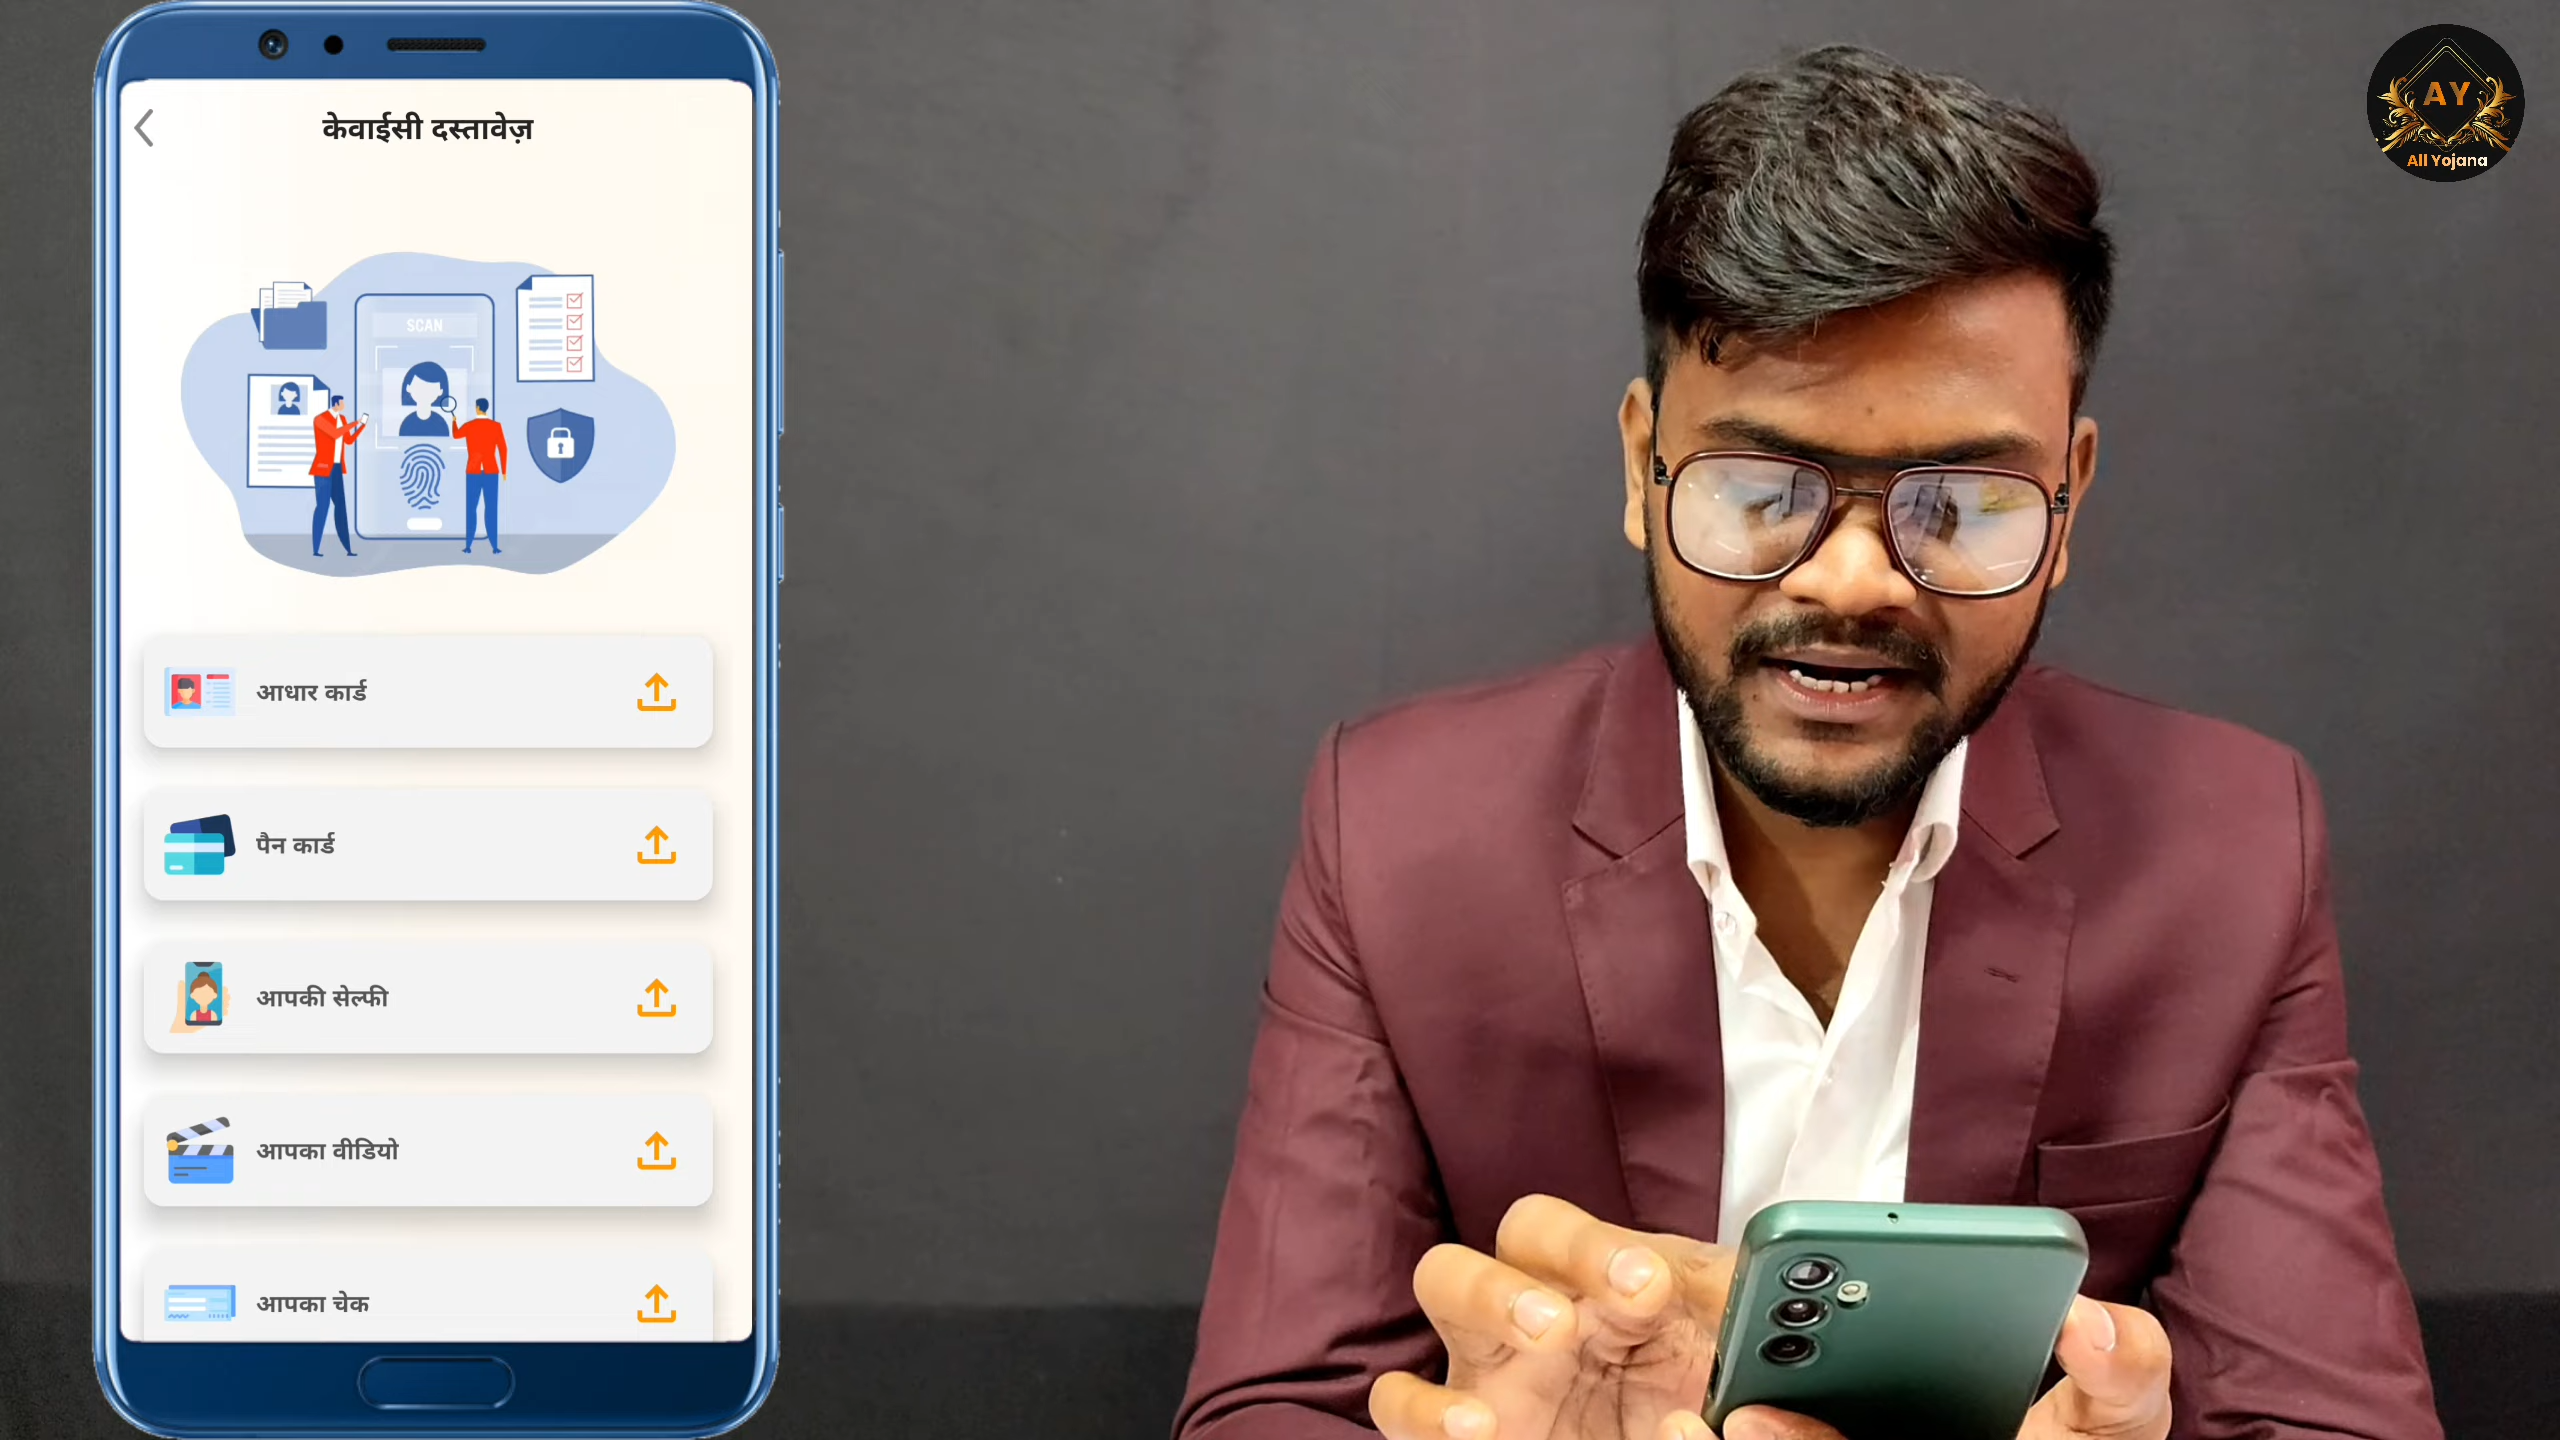 केवाईसी दस्तावेज़
SCAN
आधार कार्ड
पैन कार्ड
आपकी सेल्फी
आपका वीडियो
आपका चेक
AY
All Yojana